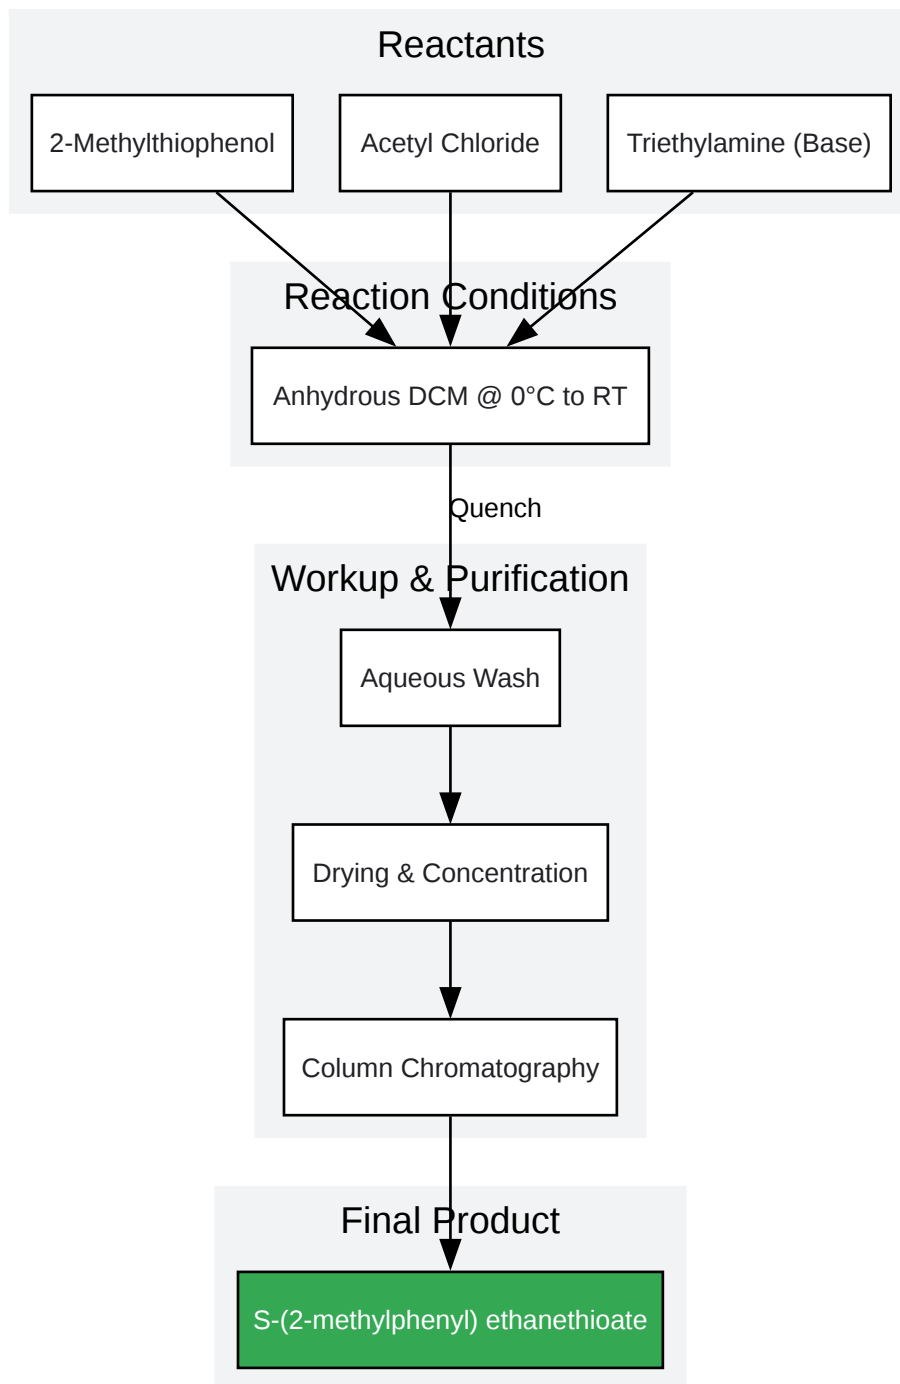 Reactants
2-Methylthiophenol
Acetyl Chloride
Triethylamine (Base)
Reaction Conditions
Anhydrous DCM @ 0°C to RT
Quench
Workup & Purification
Aqueous Wash
Drying & Concentration
Column Chromatography
Final Product
S-(2-methylphenyl) ethanethioate